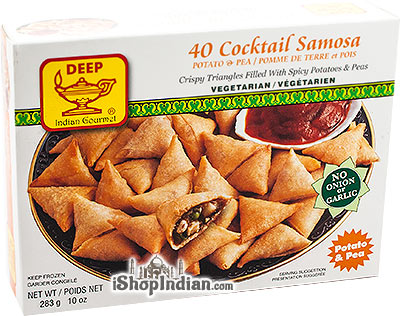 DEEP
Indian Gourmet
®
40 Cocktail Samosa
POTATO & PEA / POMME DE TERRE et POIS
Crispy Triangles Filled With Spicy Potatoes & Peas
VEGETARIAN / VÉGÉTARIEN
NO
ONION or
GARLIC
Potato
& Pea
KEEP FROZEN
GARDER CONGELÉ
NET WT / POIDS NET
283 g 10 oz
SERVING SUGGESTION
PRÉSENTATION SUGGÉRÉE
iShopIndian.com